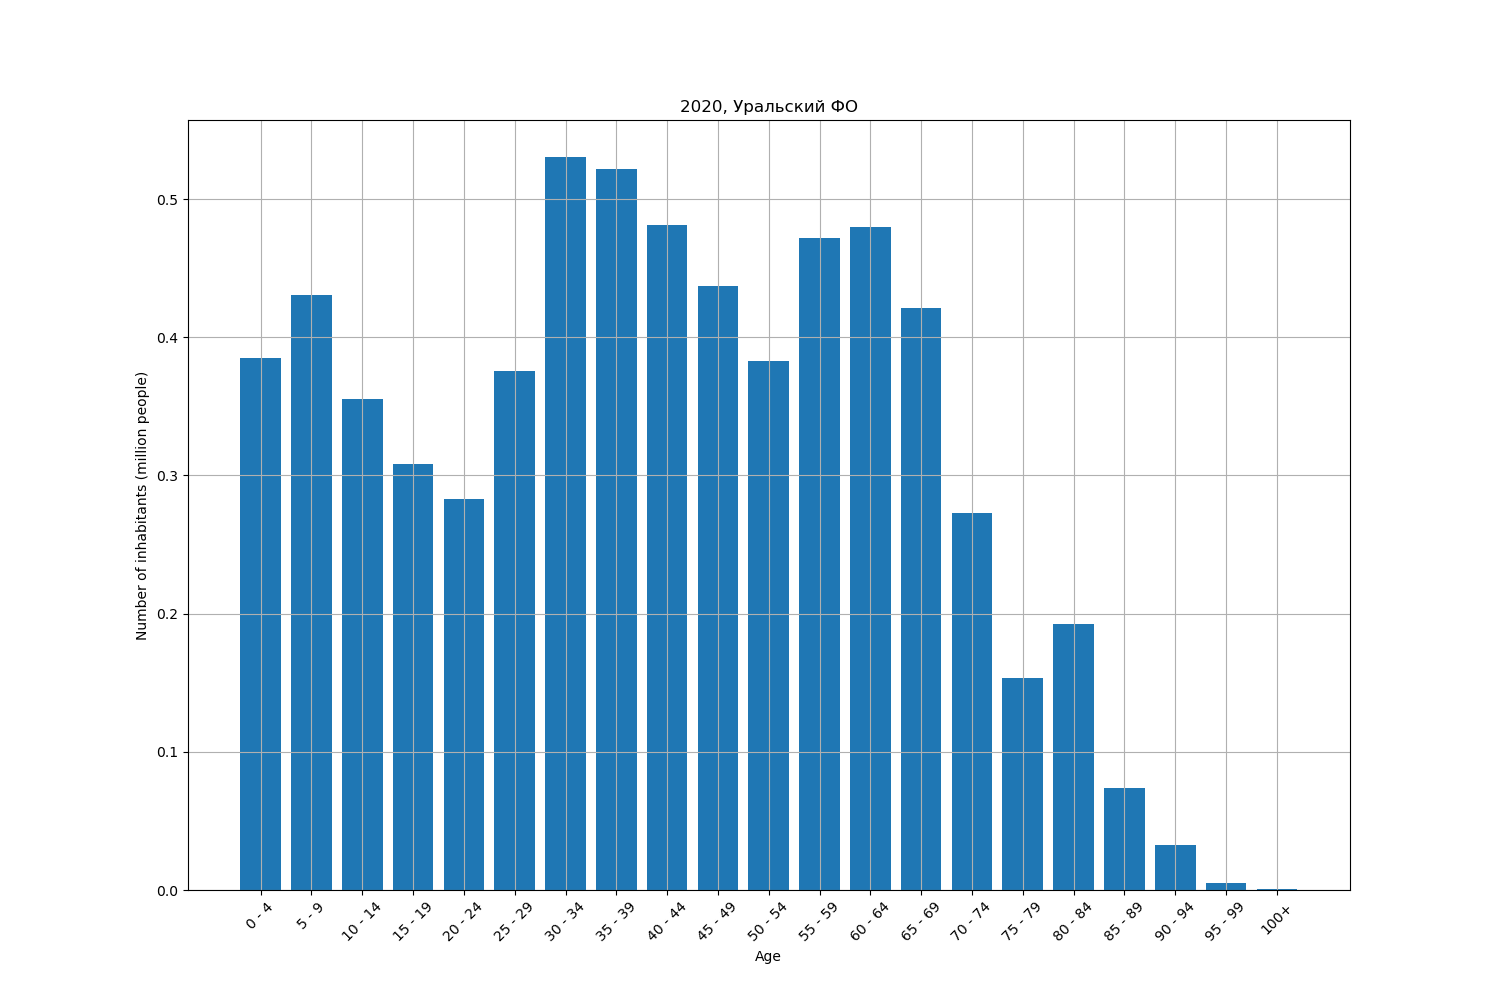 2020, Уральский ФО
Number of inhabitants (million people)
0.5
0.4
0.3
0.2
0.1
0.0
0 - 4
5 - 9
10 - 14
15 - 19
20 - 24
25 - 29
30 - 34
35 - 39
40 - 44
45 - 49
50 - 54
55 - 59
60 - 64
65 - 69
70 - 74
75 - 79
80 - 84
85 - 89
90 - 94
95 - 99
100+
Age